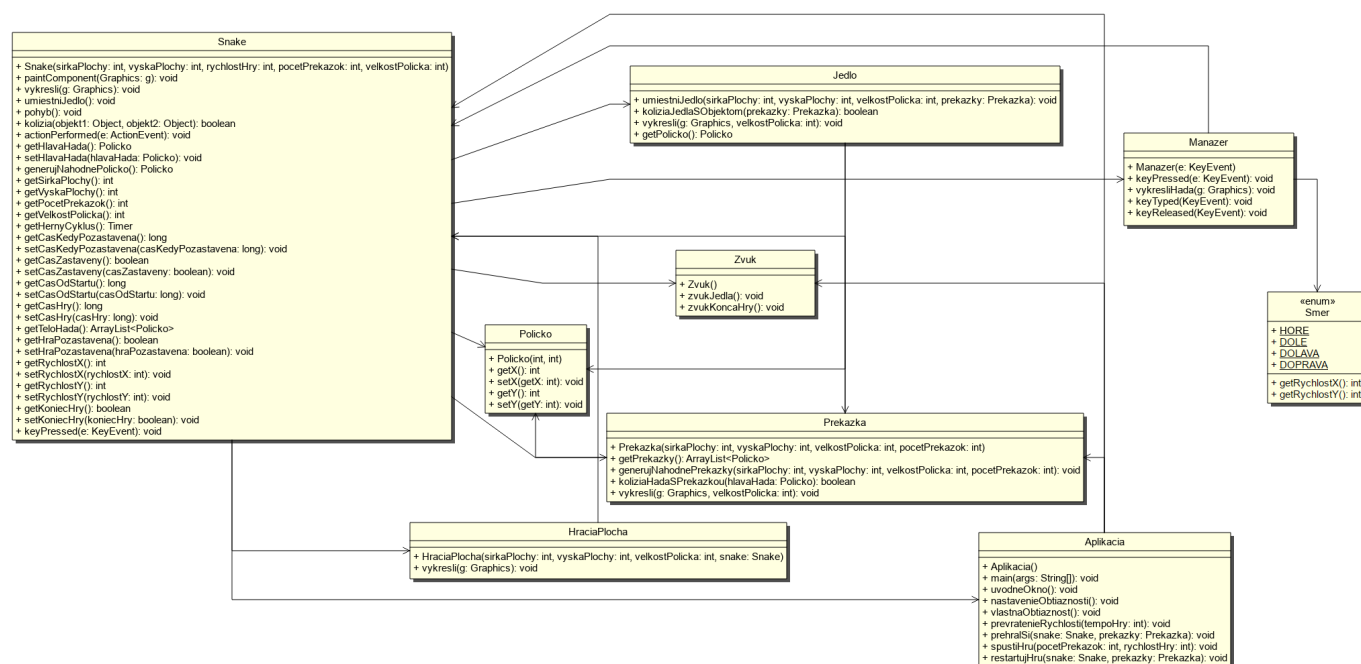 Snake
+ Snake(sirkaPlochy: int, vyskaPlochy: int, rychlostHry: int, pocetPrekazok: int, velkostPolicka: int)
+ paintComponent(Graphics: g): void
+ vykresli(g: Graphics): void
+ umiestniJedlo(): void
+ pohyb(): void
+ kolizia(objekt1: Object, objekt2: Object): boolean
+ actionPerformed(e: ActionEvent): void
+ getHlavaHada(): Policko
+ setHlavaHada(hlavaHada: Policko): void
+ generujNahodnePolicko(): Policko
+ getSirkaPlochy(): int
+ getVyskaPlochy(): int
+ getPocetPrekazok(): int
+ getVelkostPolicka(): int
+ getHernyCyklus(): Timer
+ getCasKedyPozastavena(): long
+ setCasKedyPozastavena(casKedyPozastavena: long): void
+ getCasZastaveny(): boolean
+ setCasZastaveny(casZastaveny: boolean): void
+ getCasOdStartu(): long
+ setCasOdStartu(casOdStartu: long): void
+ getCasHry(): long
+ setCasHry(casHry: long): void
+ getTeloHada(): ArrayList<Policko>
+ getHraPozastavena(): boolean
+ setHraPozastavena(hraPozastavena: boolean): void
+ getRychlostX(): int
+ setRychlostX(rychlostX: int): void
+ getRychlostY(): int
+ setRychlostY(rychlostY: int): void
+ getKoniecHry(): boolean
+ setKoniecHry(koniecHry: boolean): void
+ keyPressed(e: KeyEvent): void
Jedlo
+ umiestniJedlo(sirkaPlochy: int, vyskaPlochy: int, velkostPolicka: int, prekazky: Prekazka): void
+ koliziaJedlaSObjektom(prekazky: Prekazka): boolean
+ vykresli(g: Graphics, velkostPolicka: int): void
+ getPolicko(): Policko
Manazer
+ Manazer(e: KeyEvent)
+ keyPressed(e: KeyEvent): void
+ vykresliHada(g: Graphics): void
+ keyTyped(KeyEvent): void
+ keyReleased(KeyEvent): void
Zvuk
+ Zvuk()
+ zvukJedla(): void
+ zvukKoncaHry(): void
«enum»
Smer
+ HORE
+ DOLE
+ DOLAVA
+ DOPRAVA
+ getRychlostX(): int
+ getRychlostY(): int
Policko
+ Policko(int, int)
+ getX(): int
+ setX(getX: int): void
+ getY(): int
+ setY(getY: int): void
Prekazka
+ Prekazka(sirkaPlochy: int, vyskaPlochy: int, velkostPolicka: int, pocetPrekazok: int)
+ getPrekazky(): ArrayList<Policko>
+ generujNahodnePrekazky(sirkaPlochy: int, vyskaPlochy: int, velkostPolicka: int, pocetPrekazok: int): void
+ koliziaHadaSPrekazkou(hlavaHada: Policko): boolean
+ vykresli(g: Graphics, velkostPolicka: int): void
HraciaPlocha
+ HraciaPlocha(sirkaPlochy: int, vyskaPlochy: int, velkostPolicka: int, snake: Snake)
+ vykresli(g: Graphics): void
Aplikacia
+ Aplikacia()
+ main(args: String[]): void
+ uvodneOkno(): void
+ nastavenieObtiaznosti(): void
+ vlastnaObtiaznost(): void
+ prevratenieRychlosti(tempoHry: int): void
+ prehralSi(snake: Snake, prekazky: Prekazka): void
+ spustiHru(pocetPrekazok: int, rychlostHry: int): void
+ restartujHru(snake: Snake, prekazky: Prekazka): void